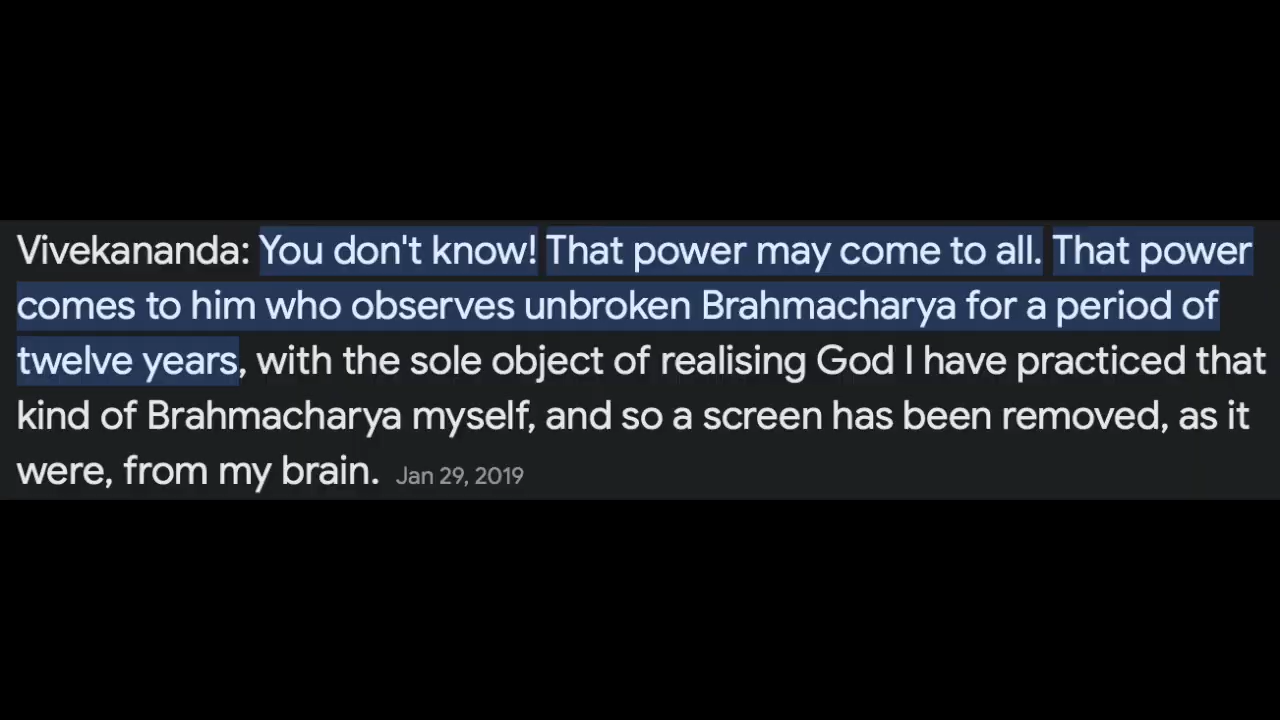 Vivekananda: You don't know! That power may come to all. That power
comes to him who observes unbroken Brahmacharya for a period of
twelve years, with the sole object of realising God I have practiced that
kind of Brahmacharya myself, and so a screen has been removed, as it
were, from my brain. Jan 29, 2019